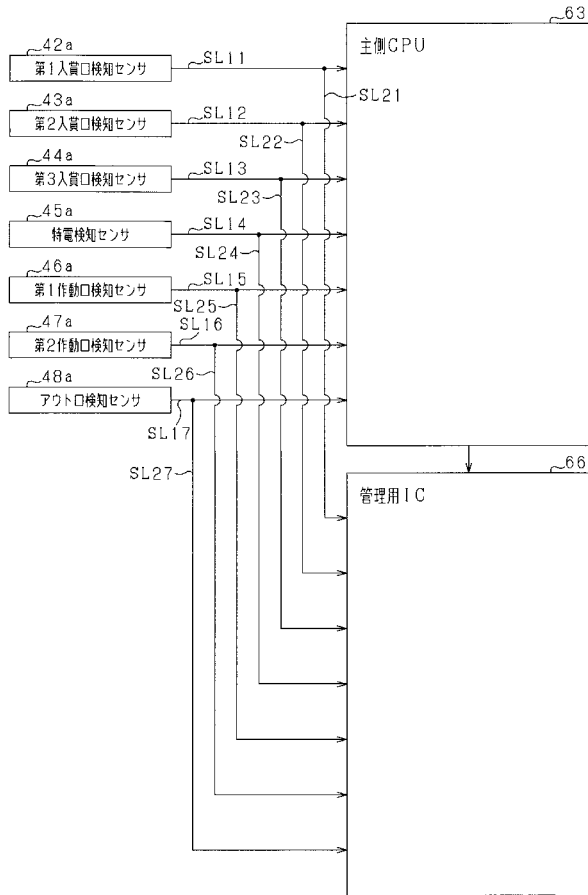 63
主側CPU
42a
第1入賞口検知センサ
SL11
SL21
43a
第2入賞口検知センサ
SL12
SL22
44a
第3入賞口検知センサ
SL13
SL23
45a
特電検知センサ
SL14
SL24
46a
第1作動口検知センサ
SL15
SL25
47a
第2作動口検知センサ
SL16
SL26
48a
アウト口検知センサ
SL17
SL27
66
管理用IC